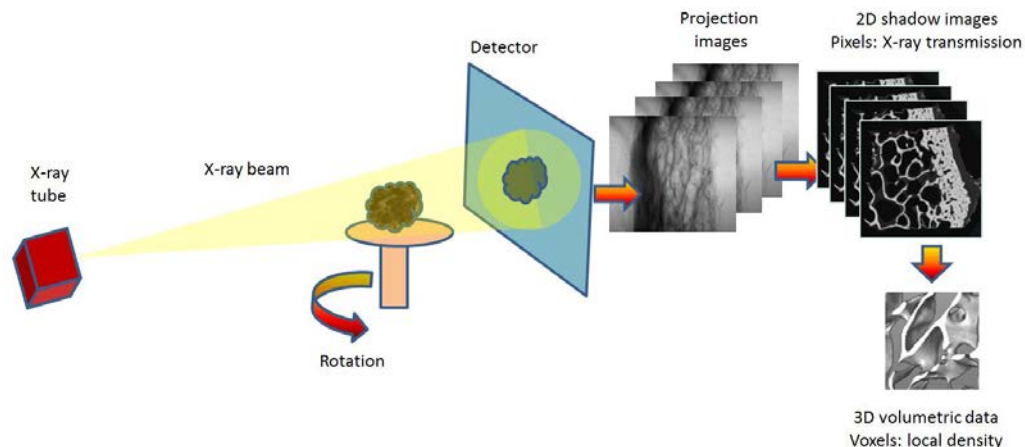 Projection
images
2D shadow images
Pixels: X-ray transmission
Detector
X-ray beam
X-ray
tube
Rotation
3D volumetric data
Voxels: local density